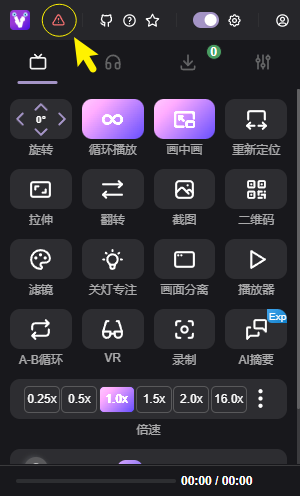 0
0°
旋转 循环播放 画中画 重新定位
拉伸 翻转 截图 二维码
滤镜 关灯专注 画面分离 播放器
Exp
A-B循环 VR 录制 AI摘要
0.25x 0.5x 1.0x 1.5x 2.0x 16.0x
倍速
00:00 / 00:00